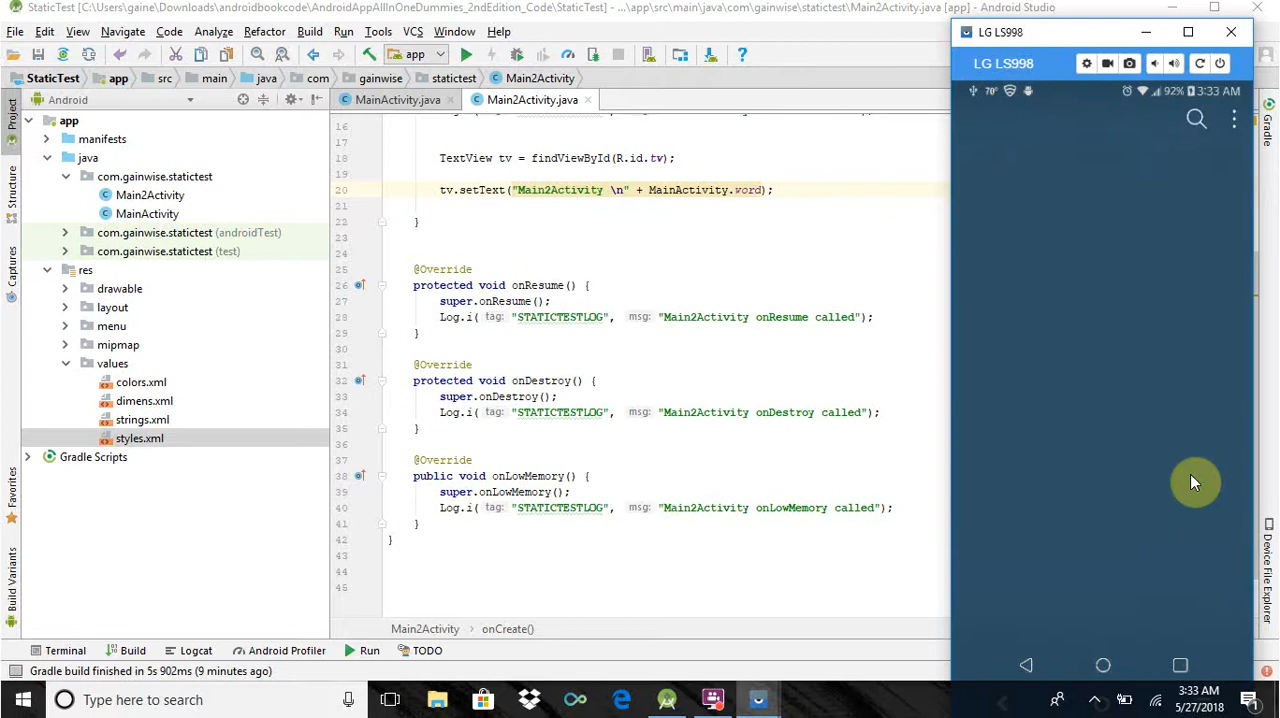 StaticTest [C:\Users\gaine\Downloads\androidbookcode\AndroidAppAllInOneDummies_2ndEdition_Code\StaticTest] - ...\app\src\main\java\com\gainwise\statictest\Main2Activity.java [app] - Android Studio
File Edit View Navigate Code Analyze Refactor Build Run Tools VCS Window Help
app
StaticTest app src main java com gainwise statictest Main2Activity
Android
MainActivity.java Main2Activity.java
Project
Captures
Favorites
Build Variants
app
manifests
java
com.gainwise.statictest
Main2Activity
MainActivity
com.gainwise.statictest (androidTest)
com.gainwise.statictest (test)
res
drawable
layout
menu
mipmap
values
colors.xml
dimens.xml
strings.xml
styles.xml
Gradle Scripts
16
17
18 TextView tv = findViewById(R.id.tv);
19
20 tv.setText("Main2Activity \n" + MainActivity.word);
21
22 }
23
24
25 @Override
26 protected void onResume() {
27 super.onResume();
28 Log.i( tag: "STATICTESTLOG", msg: "Main2Activity onResume called");
29 }
30
31 @Override
32 protected void onDestroy() {
33 super.onDestroy();
34 Log.i( tag: "STATICTESTLOG", msg: "Main2Activity onDestroy called");
35 }
36
37 @Override
38 public void onLowMemory() {
39 super.onLowMemory();
40 Log.i( tag: "STATICTESTLOG", msg: "Main2Activity onLowMemory called");
41 }
42 }
43
44
45
Main2Activity onCreate()
LG LS998
LG LS998
70° 92% 3:33 AM
Gradle
Device File Explorer
Terminal Build Logcat Android Profiler Run TODO
Gradle build finished in 5s 902ms (9 minutes ago)
Type here to search
3:33 AM
5/27/2018
1